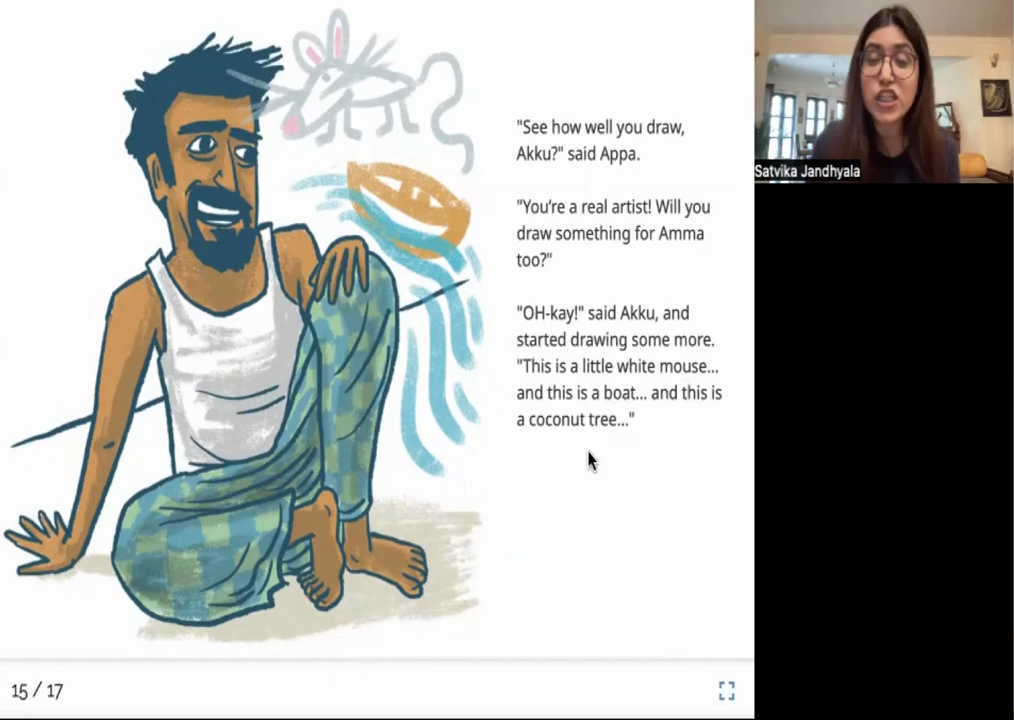 "See how well you draw,
Akku?" said Appa.
"You're a real artist! Will you
draw something for Amma
too?"
"OH-kay!" said Akku, and
started drawing some more.
"This is a little white mouse...
and this is a boat... and this is
a coconut tree..."
Satvika Jandhyala
15 / 17